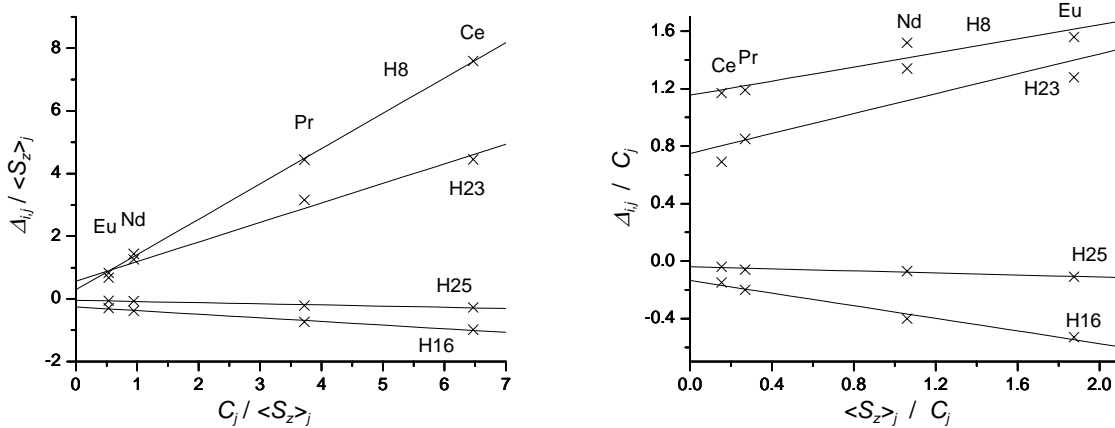 8
6
4
2
0
-2
Δi,j / <Sz>j
Eu
Nd
Pr
H8
Ce
H23
H25
H16
0 1 2 3 4 5 6 7
Cj / <Sz>j
1.6
1.2
0.8
0.4
0.0
-0.4
Δi,j / Cj
Ce
Pr
Nd
H8
Eu
H23
H25
H16
0.0 0.4 0.8 1.2 1.6 2.0
<Sz>j / Cj